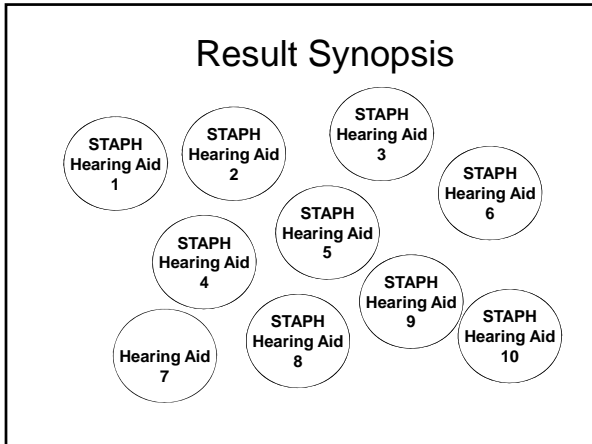 Result Synopsis
STAPH
Hearing Aid
1
STAPH
Hearing Aid
2
STAPH
Hearing Aid
3
STAPH
Hearing Aid
6
STAPH
Hearing Aid
4
STAPH
Hearing Aid
5
Hearing Aid
7
STAPH
Hearing Aid
8
STAPH
Hearing Aid
9
STAPH
Hearing Aid
10